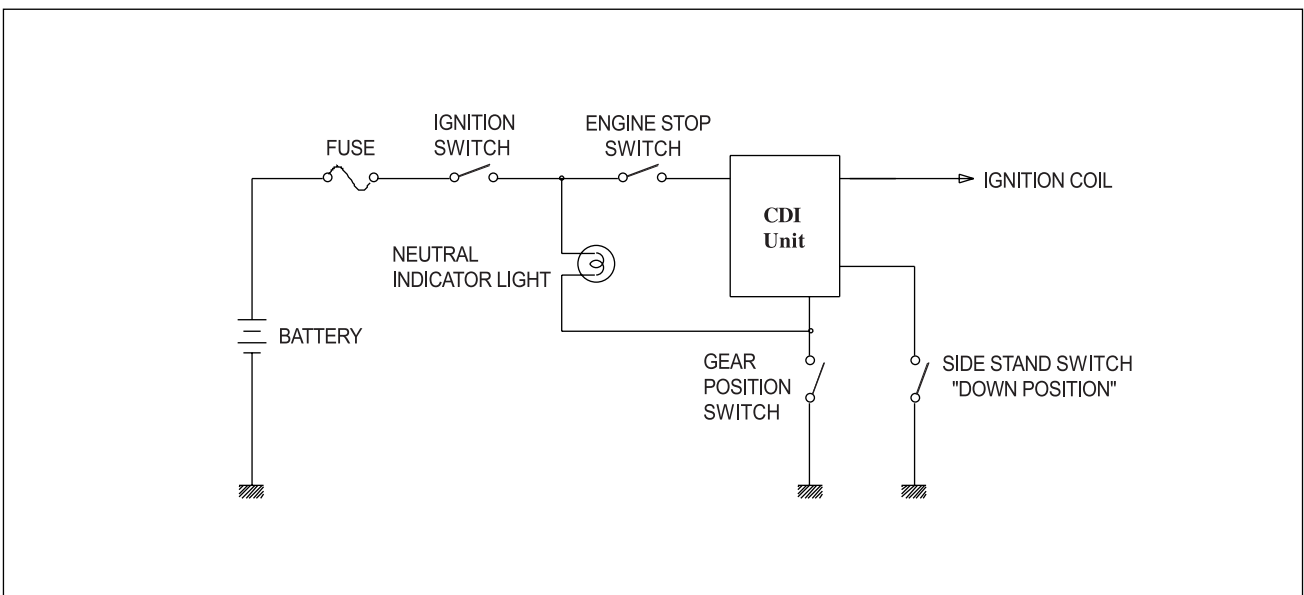 FUSE
IGNITION
SWITCH
ENGINE STOP
SWITCH
CDI
Unit
IGNITION COIL
NEUTRAL
INDICATOR LIGHT
BATTERY
GEAR
POSITION
SWITCH
SIDE STAND SWITCH
"DOWN POSITION"